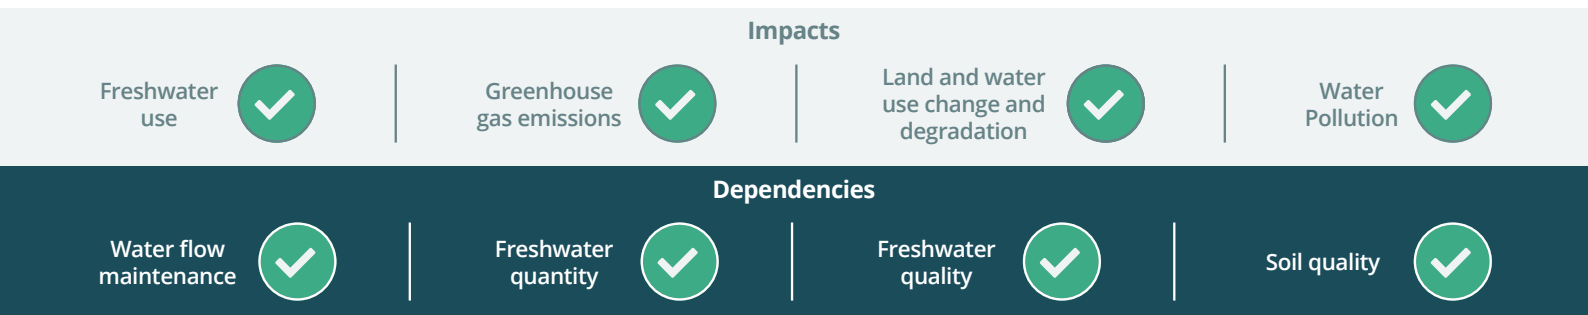 Impacts
Freshwater
use
Greenhouse
gas emissions
Land and water
use change and
degradation
Water
Pollution
Dependencies
Water flow
maintenance
Freshwater
quantity
Freshwater
quality
Soil quality